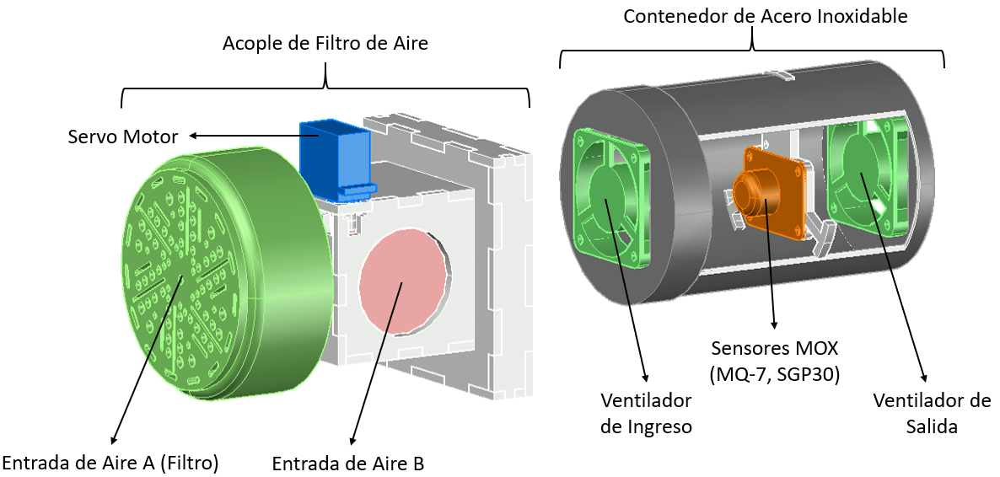 Contenedor de Acero Inoxidable
Acople de Filtro de Aire
Servo Motor
Sensores MOX
(MQ-7, SGP30)
Ventilador
de Ingreso
Ventilador de
Salida
Entrada de Aire A (Filtro)
Entrada de Aire B